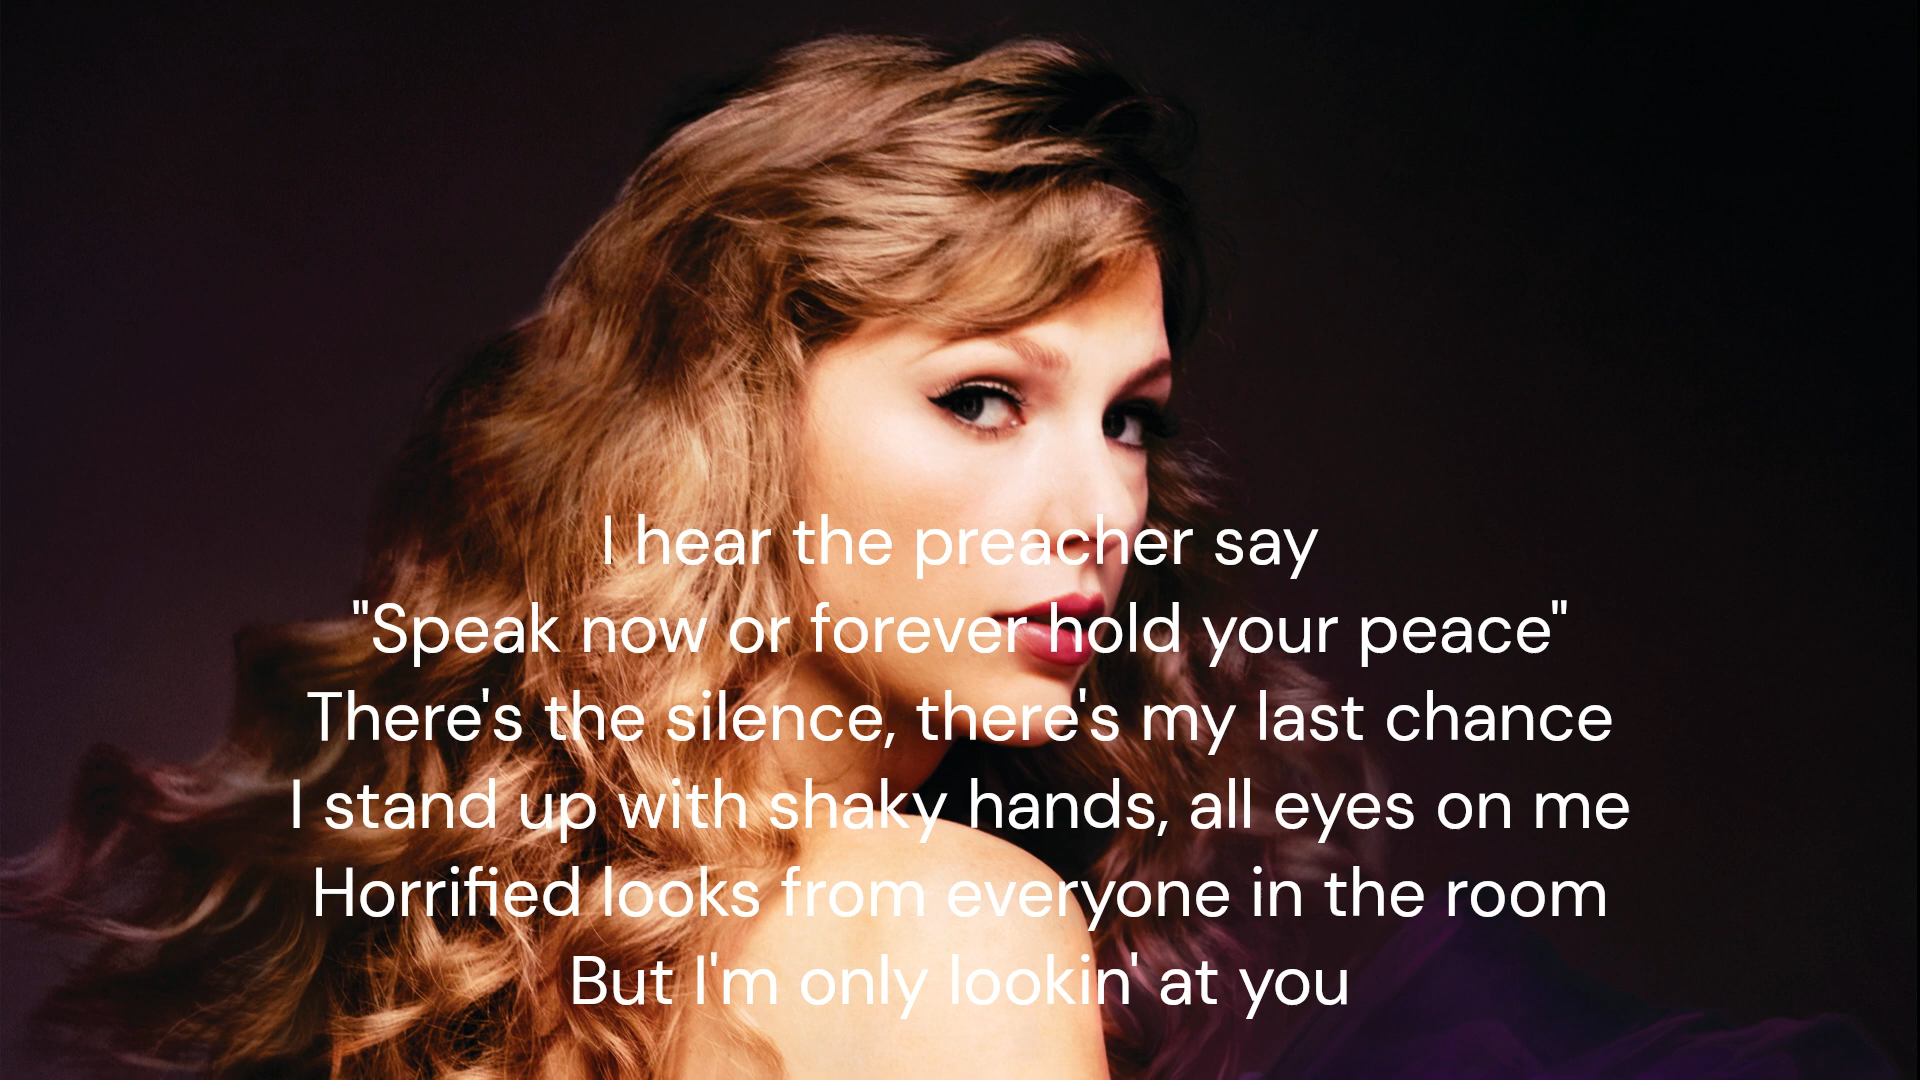 I hear the preacher say
"Speak now or forever hold your peace"
There's the silence, there's my last chance
I stand up with shaky hands, all eyes on me
Horrified looks from everyone in the room
But I'm only lookin' at you